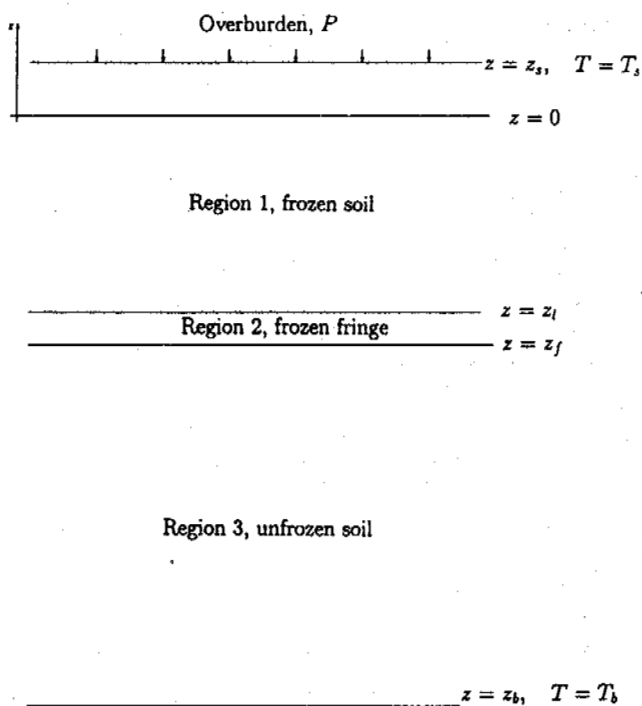 Overburden, P
z = z_s, T = T_s
z = 0
Region 1, frozen soil
z = z_l
Region 2, frozen fringe
z = z_f
Region 3, unfrozen soil
z = z_b, T = T_b